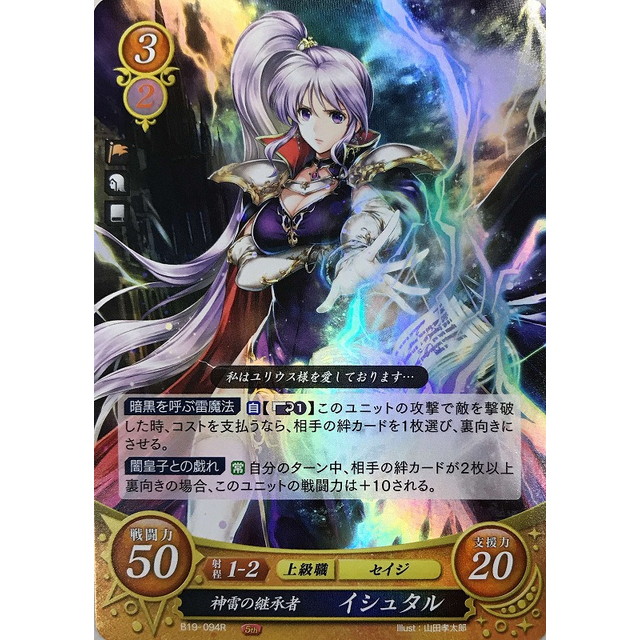 3
2
私はユリウス様を愛しております…
暗黒を呼ぶ雷魔法 自【1】このユニットの攻撃で敵を撃破
した時、コストを支払うなら、相手の絆カードを1枚選び、裏向きに
させる。
闇皇子との戯れ 常 自分のターン中、相手の絆カードが2枚以上
裏向きの場合、このユニットの戦闘力は＋10される。
戦闘力 50 射程 1-2 上級職 セイジ 支援力 20
神雷の継承者 イシュタル
B19-094R 5th Illust：山田孝太郎